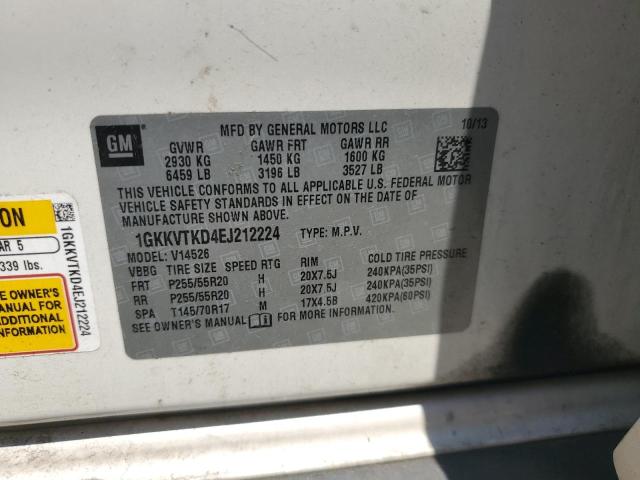 GM
MFD BY GENERAL MOTORS LLC
10/13
GVWR GAWR FRT GAWR RR
2930 KG 1450 KG 1600 KG
6459 LB 3196 LB 3527 LB
THIS VEHICLE CONFORMS TO ALL APPLICABLE U.S. FEDERAL MOTOR
VEHICLE SAFETY STANDARDS IN EFFECT ON THE DATE OF
MANUFACTURE SHOWN ABOVE.
1GKKVTKD4EJ212224 TYPE: M.P.V.
MODEL: V14526
VBBG TIRE SIZE SPEED RTG RIM COLD TIRE PRESSURE
FRT P255/55R20 H 20X7.5J 240KPA(35PSI)
RR P255/55R20 H 20X7.5J 240KPA(35PSI)
SPA T145/70R17 M 17X4.5B 420KPA(60PSI)
SEE OWNER'S MANUAL FOR MORE INFORMATION.
ON
AR 5
339 lbs.
E OWNER'S
NUAL FOR
ADDITIONAL
FORMATION
1GKKVTKD4EJ212224